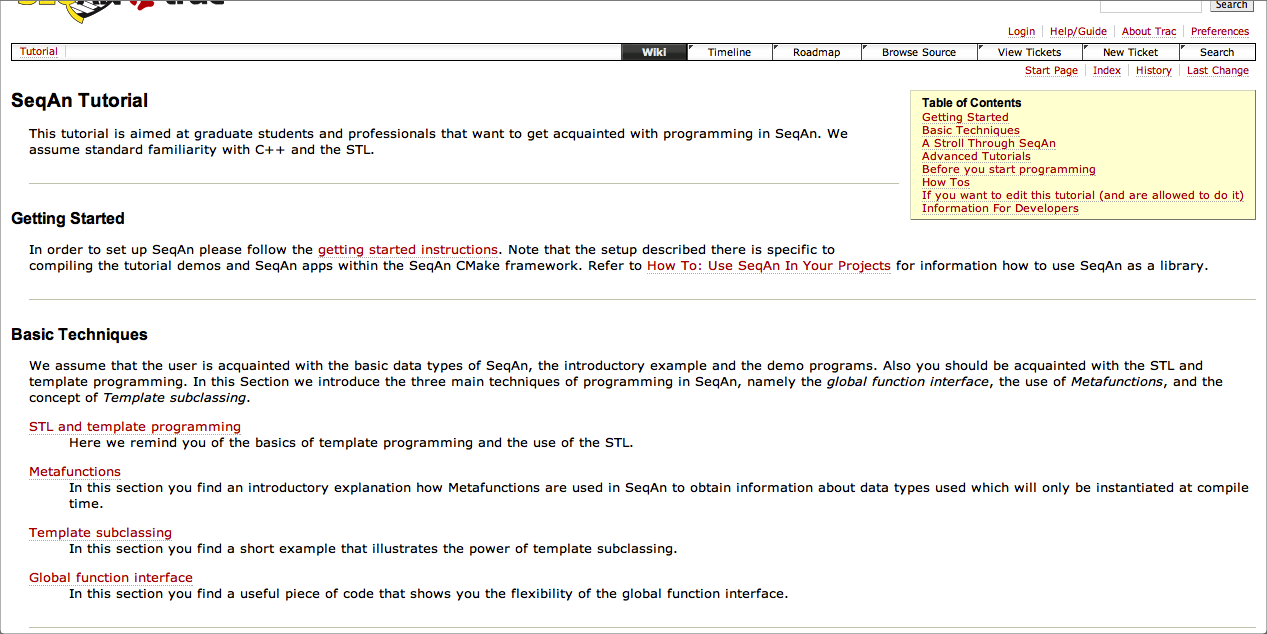 Search
Login Help/Guide About Trac Preferences
Tutorial Wiki Timeline Roadmap Browse Source View Tickets New Ticket Search
Start Page Index History Last Change
SeqAn Tutorial
This tutorial is aimed at graduate students and professionals that want to get acquainted with programming in SeqAn. We
assume standard familiarity with C++ and the STL.
Table of Contents
Getting Started
Basic Techniques
A Stroll Through SeqAn
Advanced Tutorials
Before you start programming
How Tos
If you want to edit this tutorial (and are allowed to do it)
Information For Developers
Getting Started
In order to set up SeqAn please follow the getting started instructions. Note that the setup described there is specific to
compiling the tutorial demos and SeqAn apps within the SeqAn CMake framework. Refer to How To: Use SeqAn In Your Projects for information how to use SeqAn as a library.
Basic Techniques
We assume that the user is acquainted with the basic data types of SeqAn, the introductory example and the demo programs. Also you should be acquainted with the STL and
template programming. In this Section we introduce the three main techniques of programming in SeqAn, namely the global function interface, the use of Metafunctions, and the
concept of Template subclassing.
STL and template programming
Here we remind you of the basics of template programming and the use of the STL.
Metafunctions
In this section you find an introductory explanation how Metafunctions are used in SeqAn to obtain information about data types used which will only be instantiated at compile
time.
Template subclassing
In this section you find a short example that illustrates the power of template subclassing.
Global function interface
In this section you find a useful piece of code that shows you the flexibility of the global function interface.